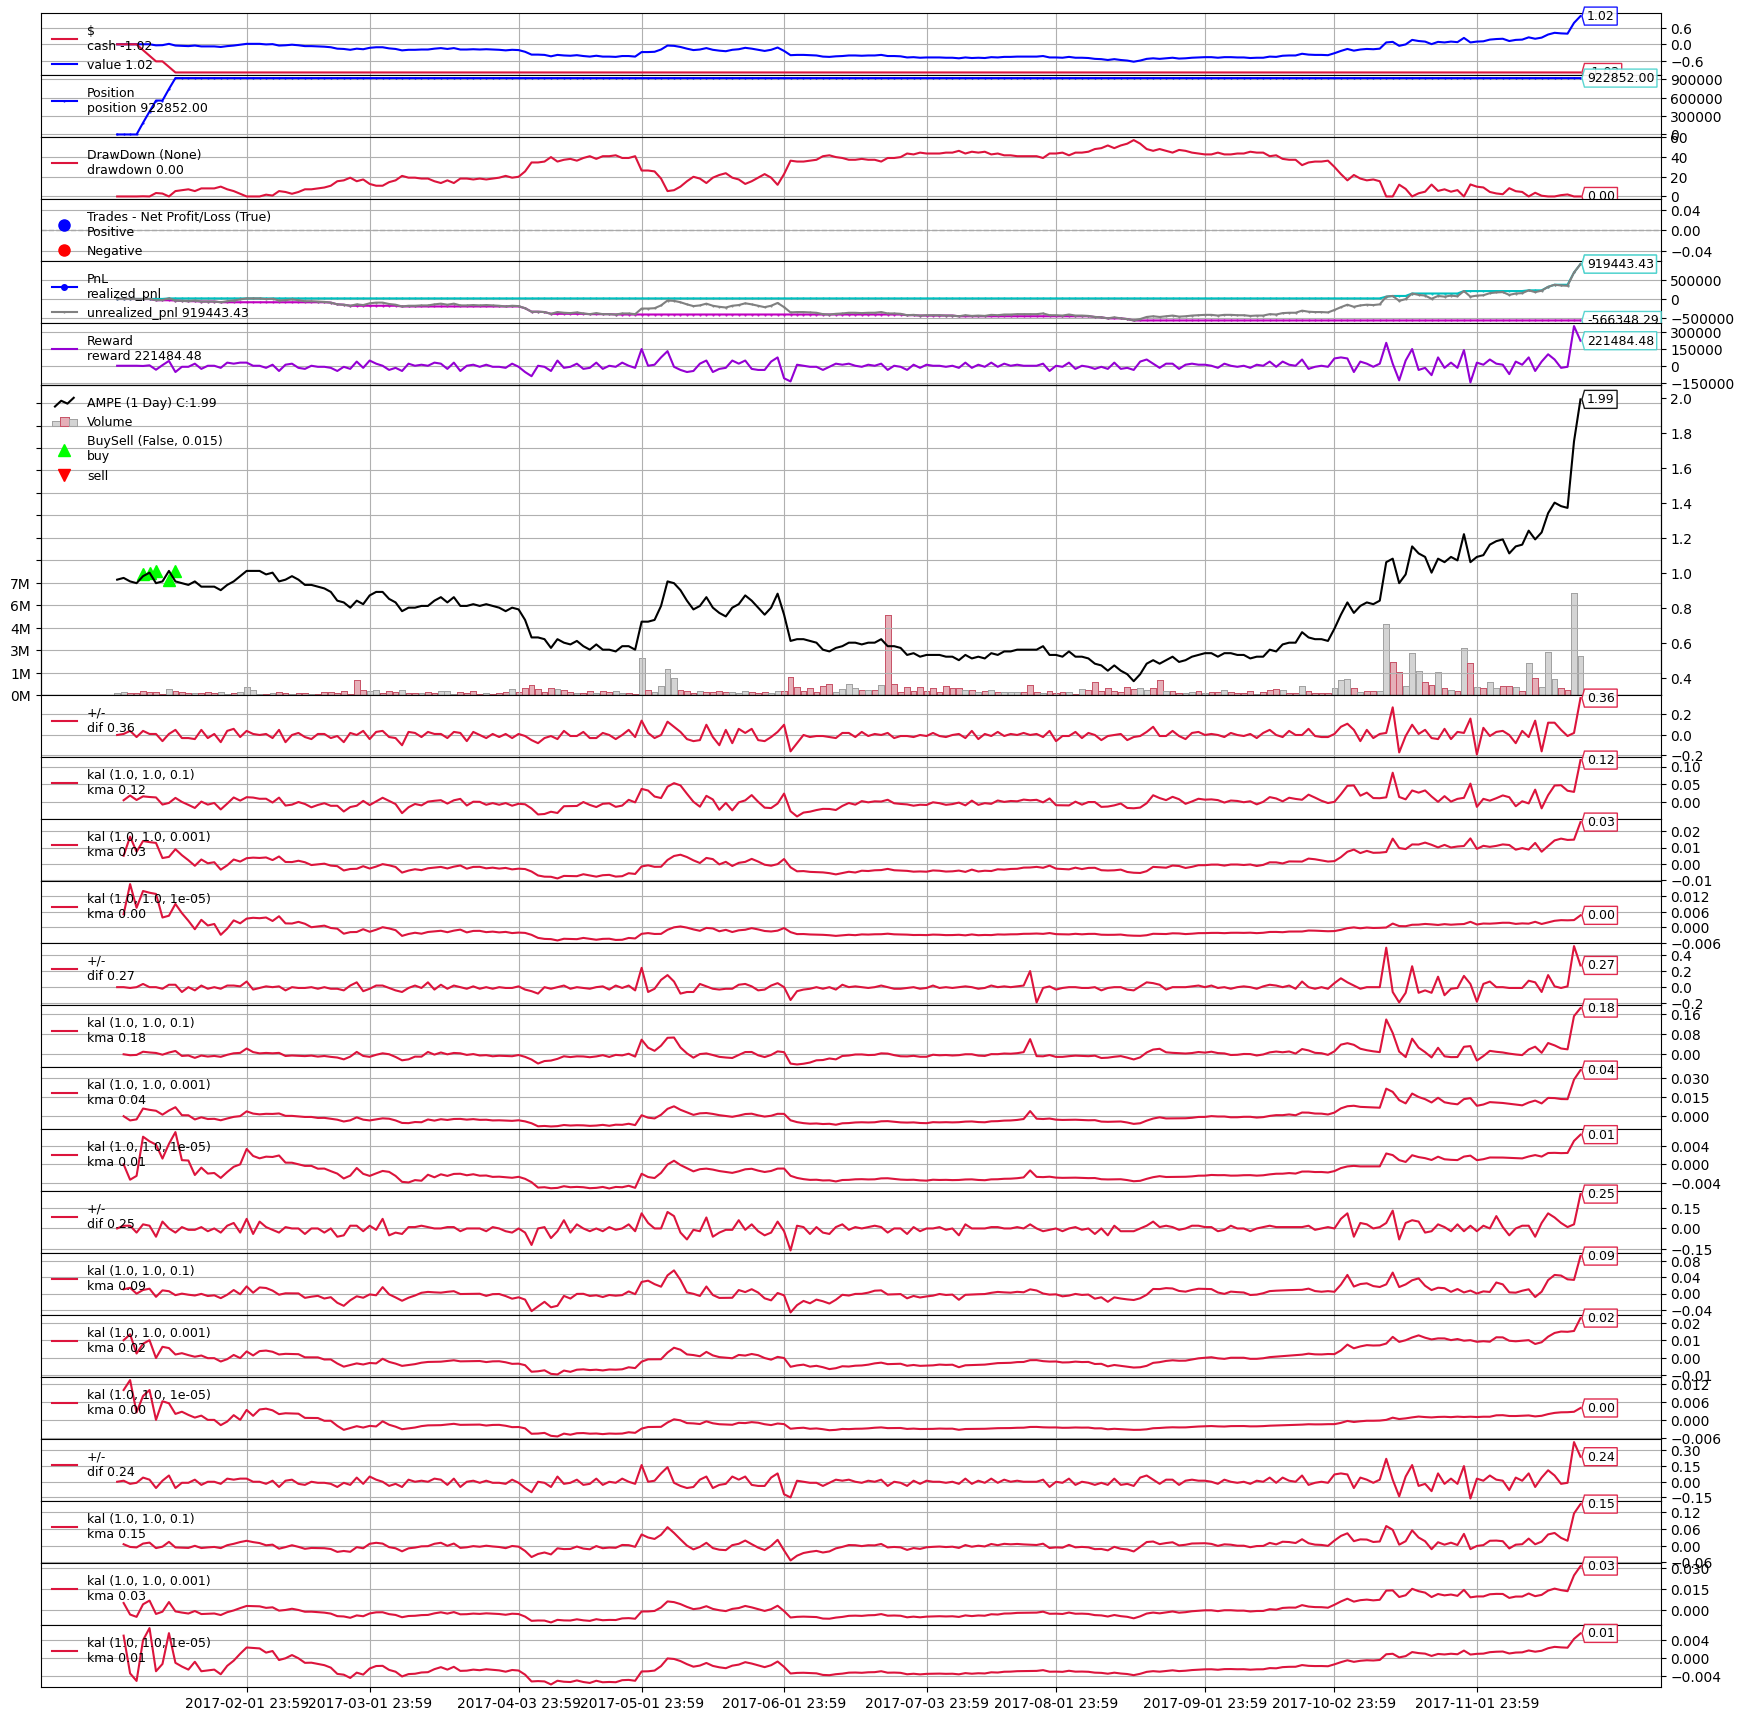 $
cash -1.02
value 1.02
1.02
0.6
0.0
−0.6
Position
position 922852.00
922852.00
900000
600000
300000
0
DrawDown (None)
drawdown 0.00
60
40
20
0
0.00
Trades - Net Profit/Loss (True)
Positive
Negative
0.04
0.00
−0.04
PnL
realized_pnl
unrealized_pnl 919443.43
919443.43
500000
0
−500000
-566348.29
Reward
reward 221484.48
300000
221484.48
150000
0
−150000
AMPE (1 Day) C:1.99
Volume
BuySell (False, 0.015)
buy
sell
1.99
2.0
1.8
1.6
1.4
1.2
1.0
0.8
0.6
0.4
7M
6M
4M
3M
1M
0M
+/-
dif 0.36
0.36
0.2
0.0
−0.2
kal (1.0, 1.0, 0.1)
kma 0.12
0.12
0.10
0.05
0.00
kal (1.0, 1.0, 0.001)
kma 0.03
0.03
0.02
0.01
0.00
−0.01
kal (1.0, 1.0, 1e-05)
kma 0.00
0.012
0.006
0.00
0.000
−0.006
+/-
dif 0.27
0.4
0.27
0.2
0.0
−0.2
kal (1.0, 1.0, 0.1)
kma 0.18
0.18
0.16
0.08
0.00
kal (1.0, 1.0, 0.001)
kma 0.04
0.04
0.030
0.015
0.000
kal (1.0, 1.0, 1e-05)
kma 0.01
0.01
0.004
0.000
−0.004
+/-
dif 0.25
0.25
0.15
0.00
−0.15
kal (1.0, 1.0, 0.1)
kma 0.09
0.09
0.08
0.04
0.00
−0.04
kal (1.0, 1.0, 0.001)
kma 0.02
0.02
0.02
0.01
0.00
−0.01
kal (1.0, 1.0, 1e-05)
kma 0.00
0.012
0.00
0.006
0.000
−0.006
+/-
dif 0.24
0.30
0.24
0.15
0.00
−0.15
kal (1.0, 1.0, 0.1)
kma 0.15
0.15
0.12
0.06
0.00
−0.06
kal (1.0, 1.0, 0.001)
kma 0.03
0.03
0.030
0.015
0.000
kal (1.0, 1.0, 1e-05)
kma 0.01
0.01
0.004
0.000
−0.004
2017-02-01 23:59
2017-03-01 23:59
2017-04-03 23:59
2017-05-01 23:59
2017-06-01 23:59
2017-07-03 23:59
2017-08-01 23:59
2017-09-01 23:59
2017-10-02 23:59
2017-11-01 23:59